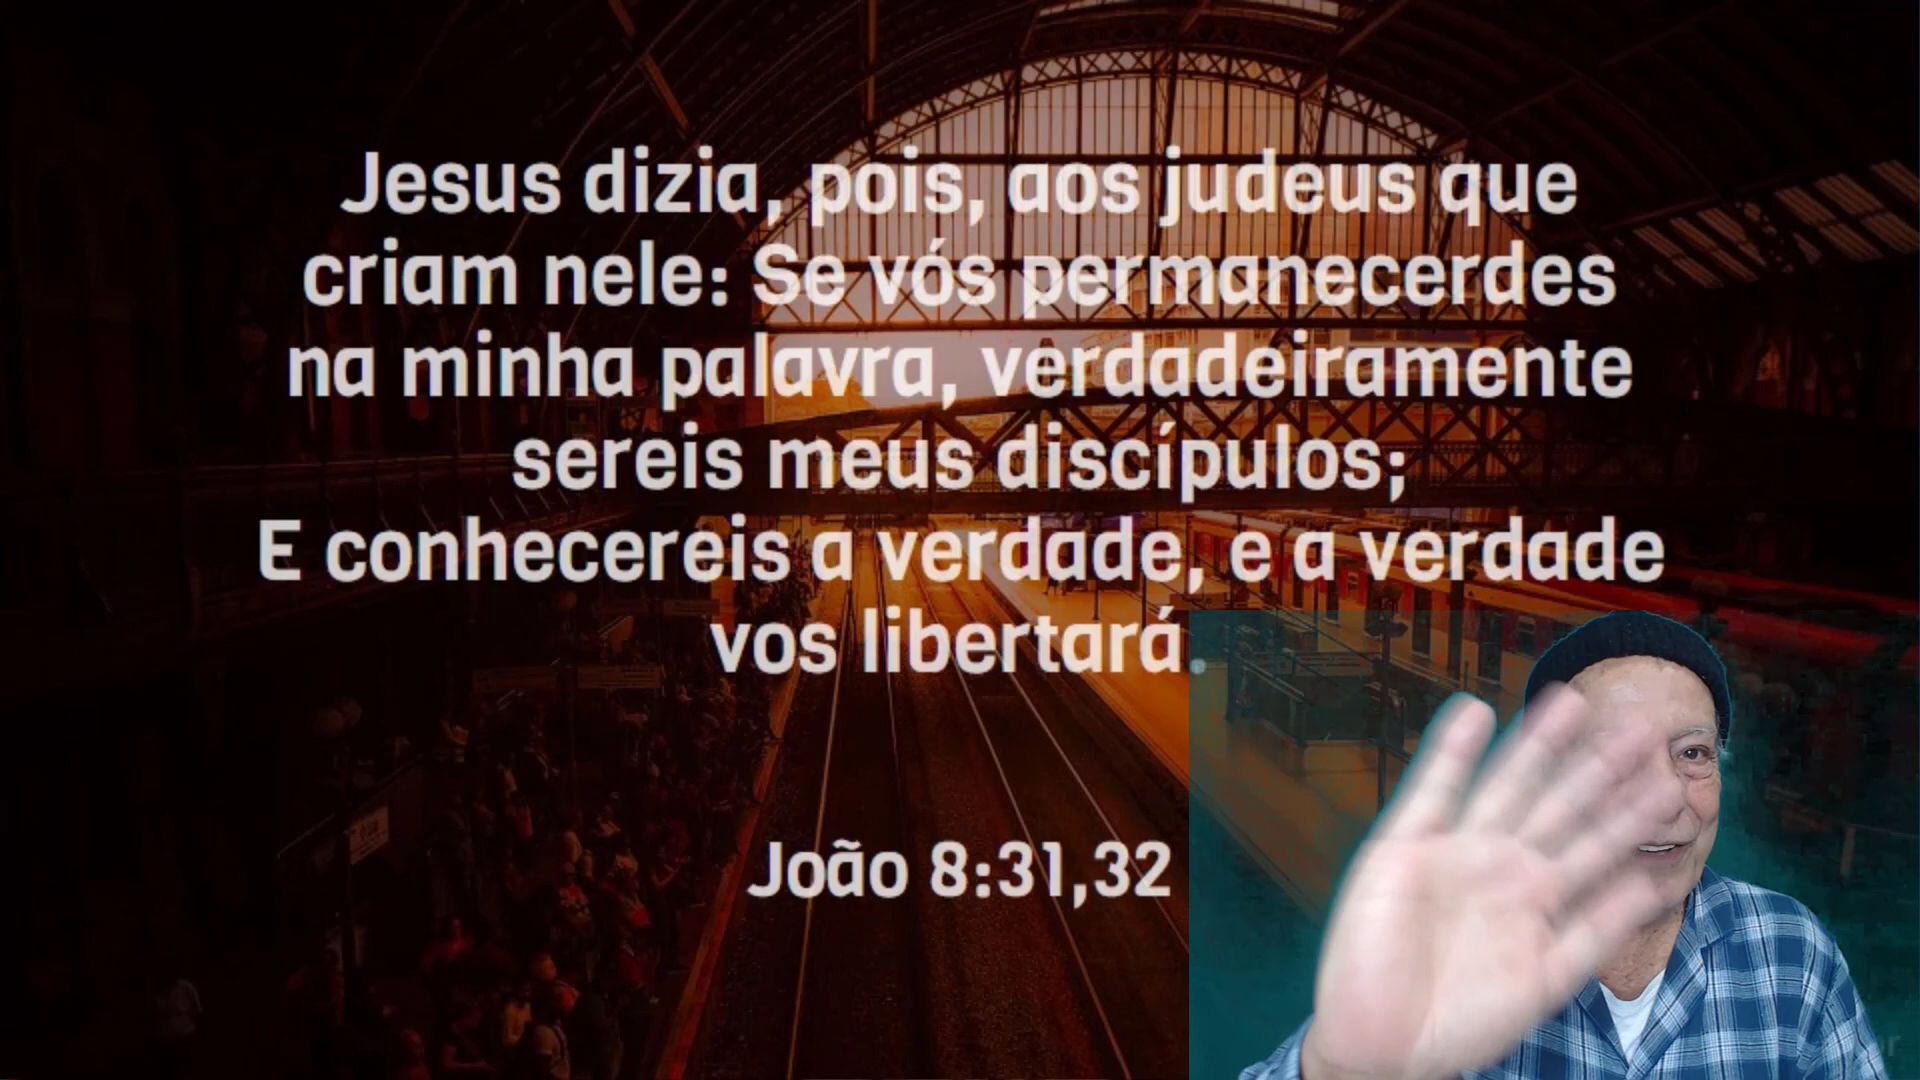 Jesus dizia, pois, aos judeus que
criam nele: Se vós permanecerdes
na minha palavra, verdadeiramente
sereis meus discípulos;
E conhecereis a verdade, e a verdade
vos libertará.
João 8:31,32